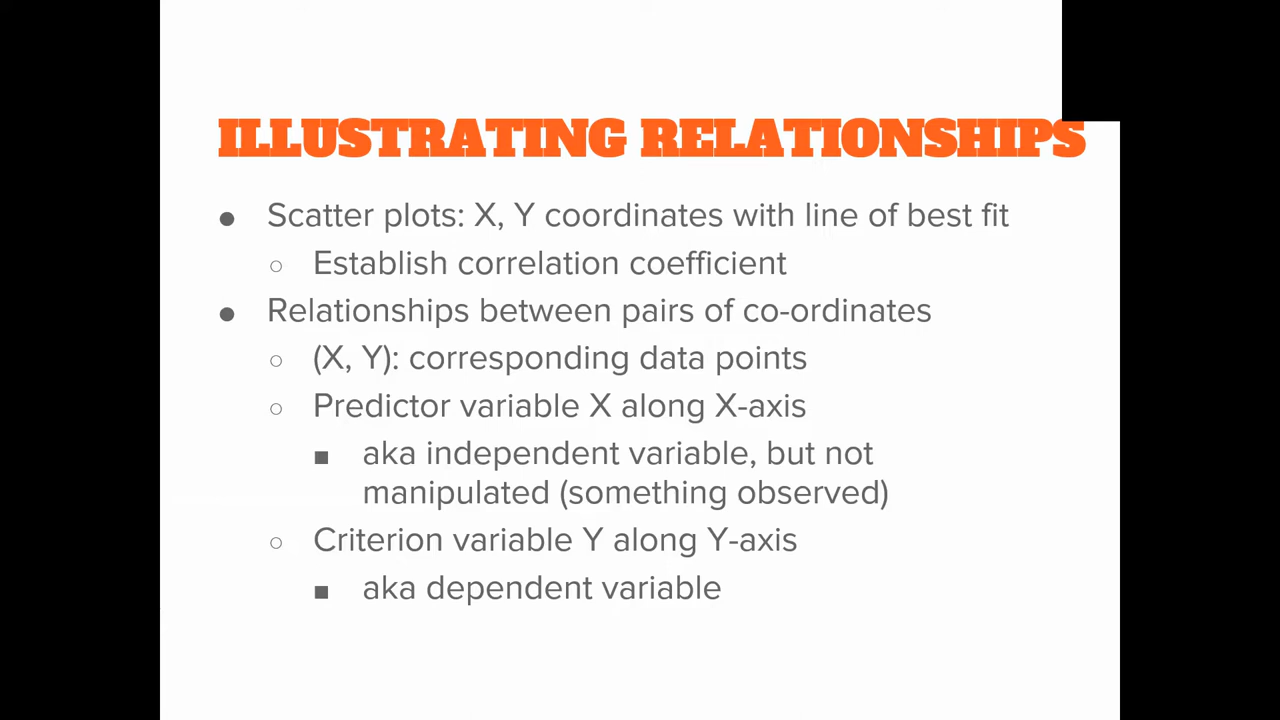 ILLUSTRATING RELATIONSHIPS
● Scatter plots: X, Y coordinates with line of best fit
○ Establish correlation coefficient
● Relationships between pairs of co-ordinates
○ (X, Y): corresponding data points
○ Predictor variable X along X-axis
■ aka independent variable, but not
manipulated (something observed)
○ Criterion variable Y along Y-axis
■ aka dependent variable